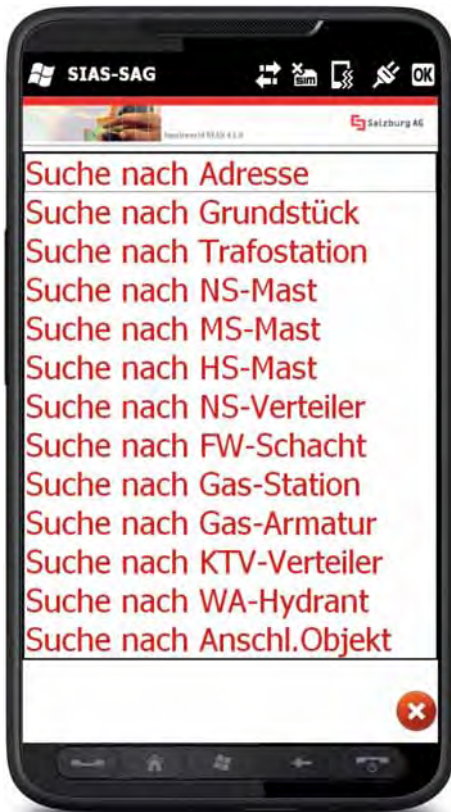 SIAS-SAG
sim
OK
Salzburg AG
Suche nach Adresse
Suche nach Grundstück
Suche nach Trafostation
Suche nach NS-Mast
Suche nach MS-Mast
Suche nach HS-Mast
Suche nach NS-Verteiler
Suche nach FW-Schacht
Suche nach Gas-Station
Suche nach Gas-Armatur
Suche nach KTV-Verteiler
Suche nach WA-Hydrant
Suche nach Anschl.Objekt